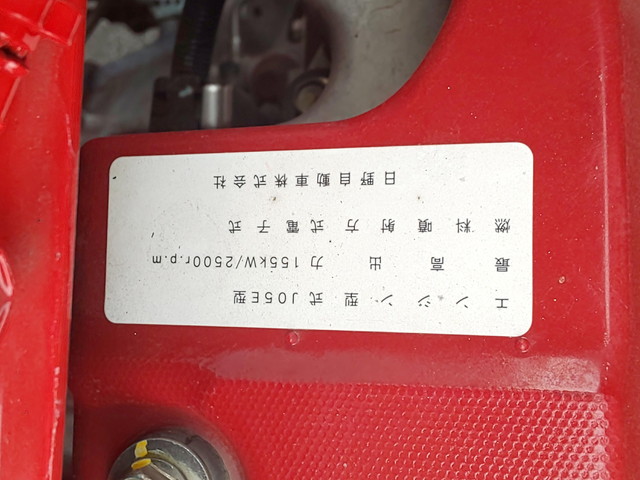 エンジン型式 J05E型
最高出力 155kW/2500r.p.m
燃料噴射方式 電子式
日野自動車株式会社